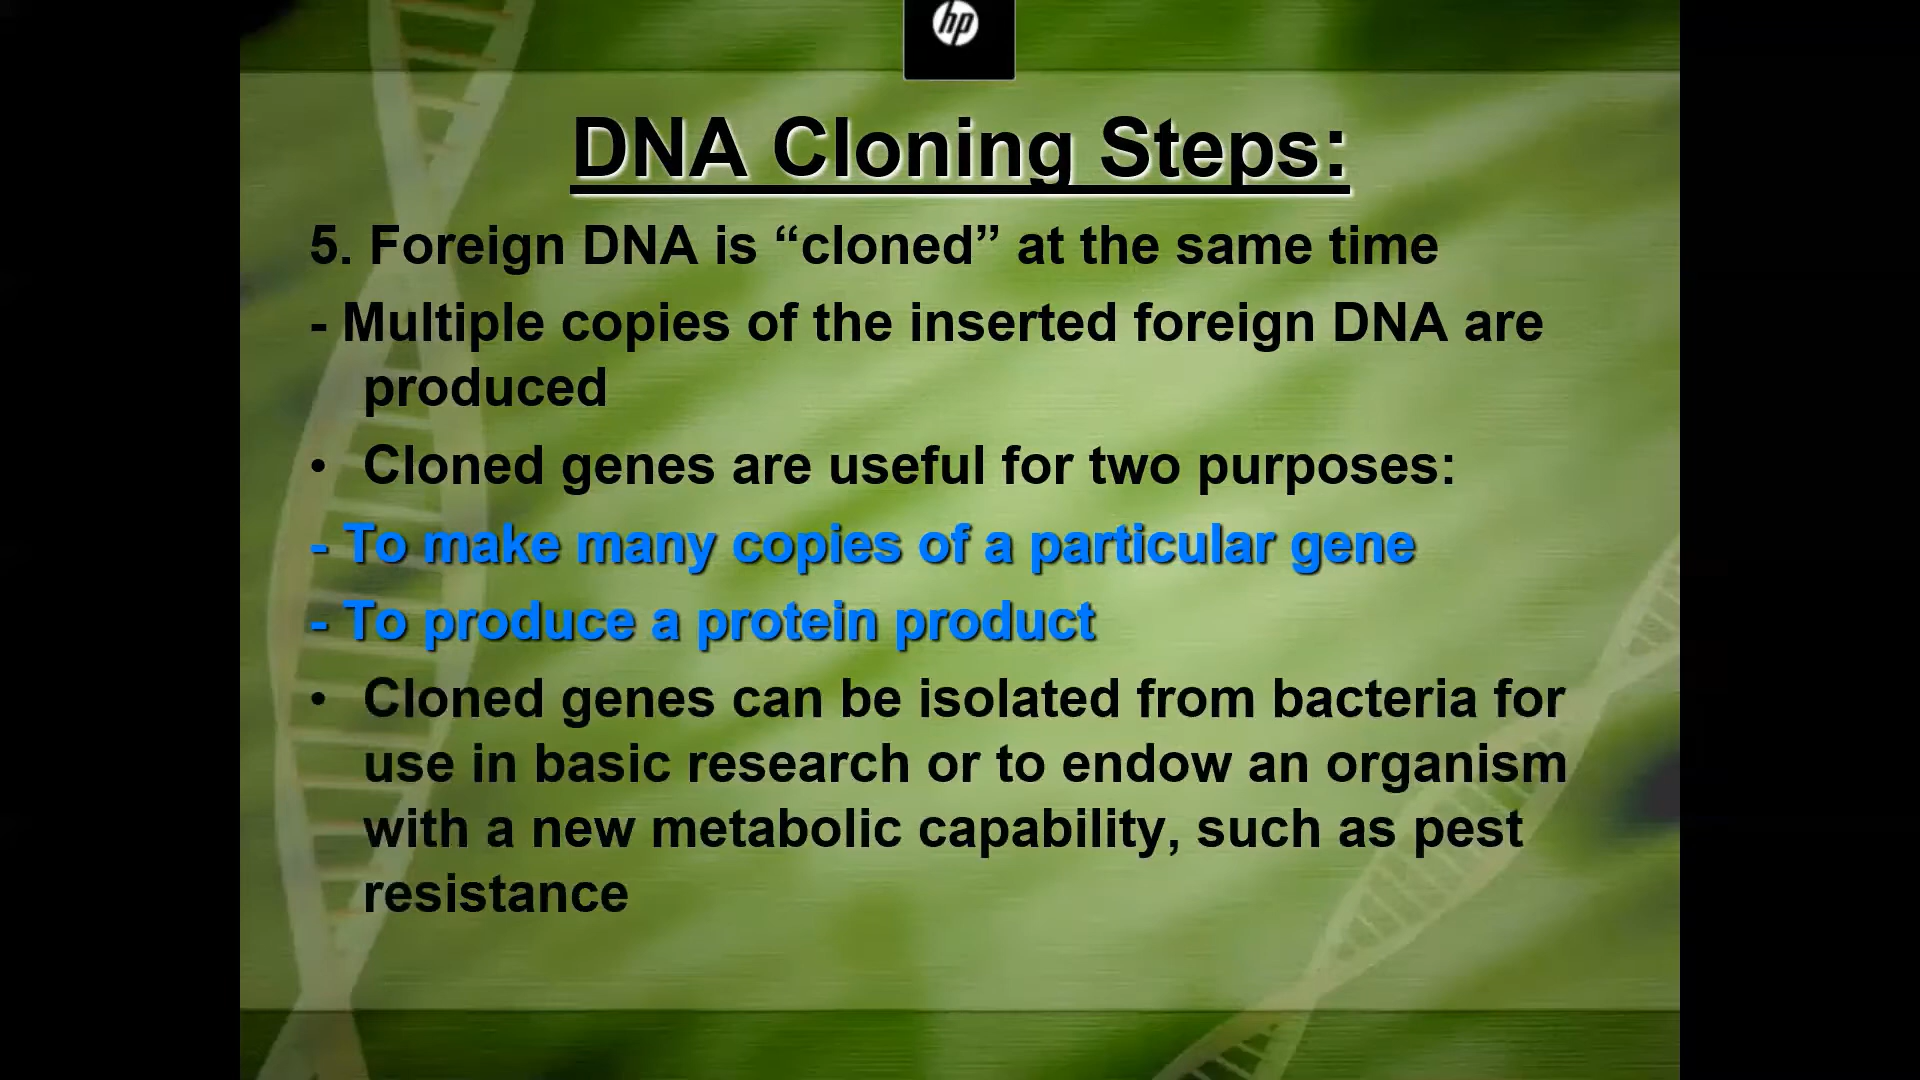 hp
DNA Cloning Steps:
5. Foreign DNA is “cloned” at the same time
- Multiple copies of the inserted foreign DNA are
produced
• Cloned genes are useful for two purposes:
- To make many copies of a particular gene
- To produce a protein product
• Cloned genes can be isolated from bacteria for
use in basic research or to endow an organism
with a new metabolic capability, such as pest
resistance